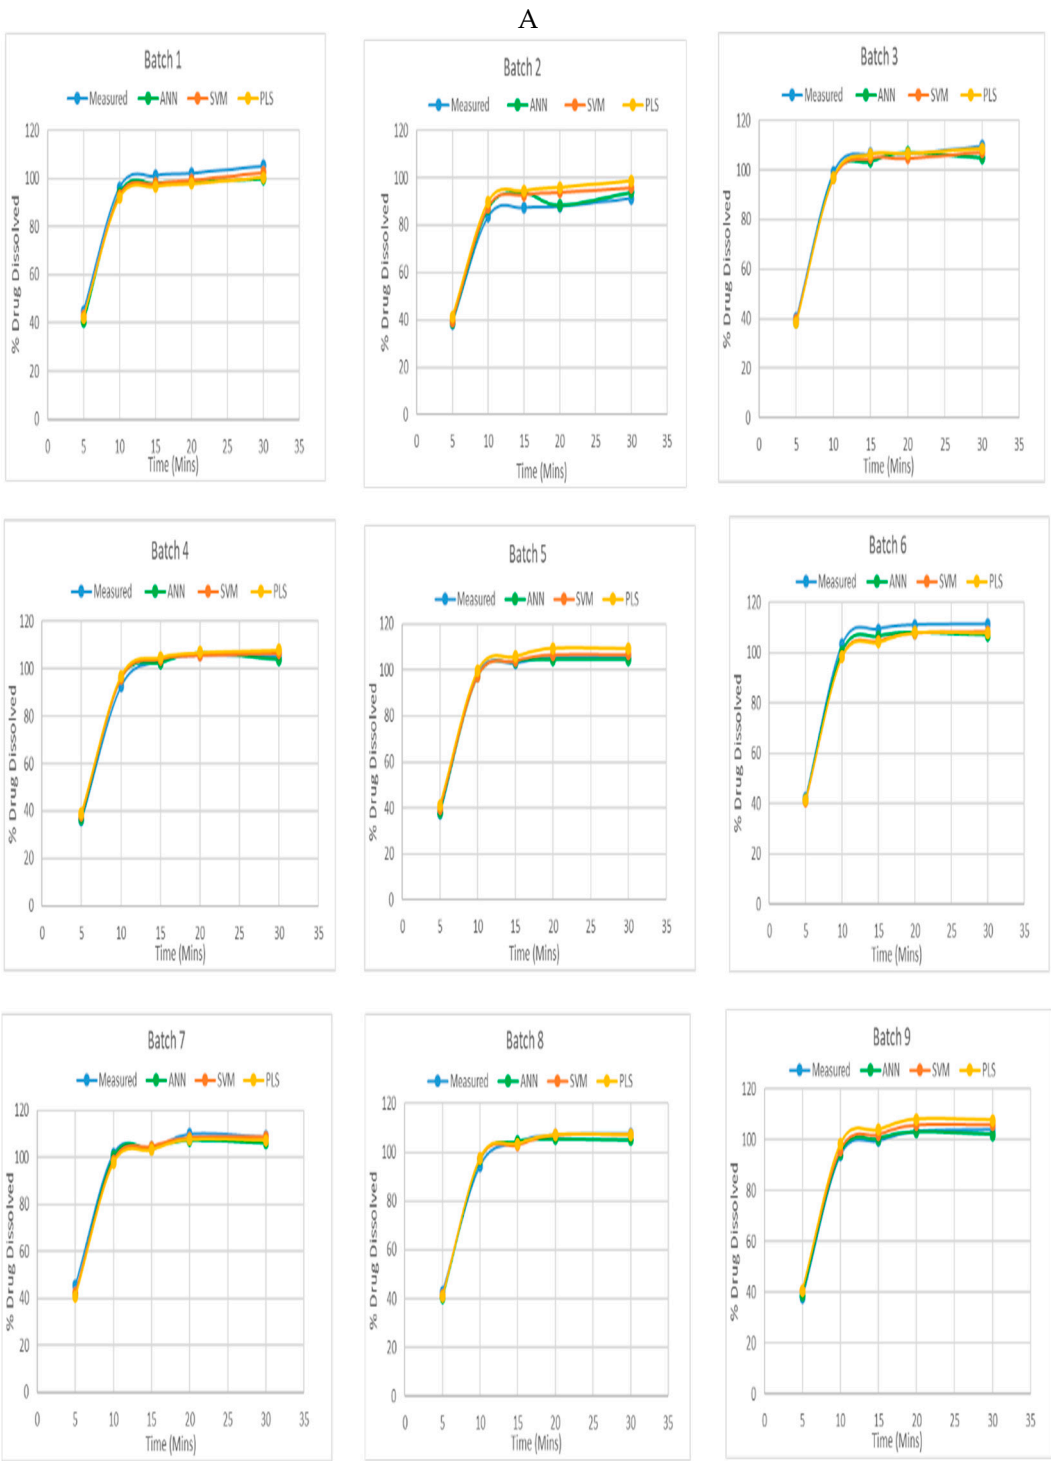 A
Batch 1
Measured ANN SVM PLS
120
100
80
60
40
20
0
0 5 10 15 20 25 30 35
% Drug Dissolved
Time (Mins)
Batch 2
Measured ANN SVM PLS
120
100
80
60
40
20
0
0 5 10 15 20 25 30 35
% Drug Dissolved
Time (Mins)
Batch 3
Measured ANN SVM PLS
120
100
80
60
40
20
0
0 5 10 15 20 25 30 35
% Drug Dissolved
Time (Mins)
Batch 4
Measured ANN SVM PLS
120
100
80
60
40
20
0
0 5 10 15 20 25 30 35
% Drug Dissolved
Time (Mins)
Batch 5
Measured ANN SVM PLS
120
100
80
60
40
20
0
0 5 10 15 20 25 30 35
% Drug Dissolved
Time (Mins)
Batch 6
Measured ANN SVM PLS
120
100
80
60
40
20
0
0 5 10 15 20 25 30 35
% Drug Dissolved
Time (Mins)
Batch 7
Measured ANN SVM PLS
120
100
80
60
40
20
0
0 5 10 15 20 25 30 35
% Drug Dissolved
Time (Mins)
Batch 8
Measured ANN SVM PLS
120
100
80
60
40
20
0
0 5 10 15 20 25 30 35
% Drug Dissolved
Time (Mins)
Batch 9
Measured ANN SVM PLS
120
100
80
60
40
20
0
0 5 10 15 20 25 30 35
% Drug Dissolved
Time (Mins)